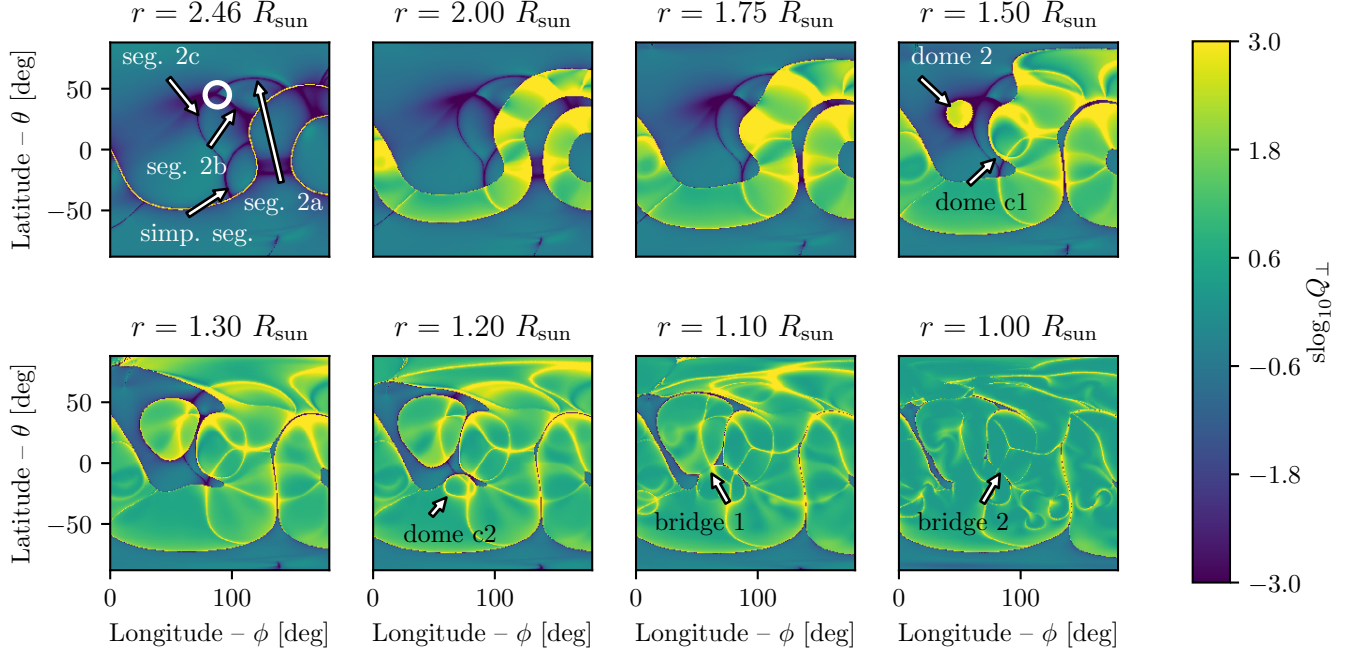 r = 2.46 R_sun
r = 2.00 R_sun
r = 1.75 R_sun
r = 1.50 R_sun
Latitude – θ [deg]
50
0
−50
seg. 2c
seg. 2b
seg. 2a
simp. seg.
dome 2
dome c1
r = 1.30 R_sun
r = 1.20 R_sun
r = 1.10 R_sun
r = 1.00 R_sun
Latitude – θ [deg]
50
0
−50
dome c2
bridge 1
bridge 2
0 100
0 100
0 100
0 100
Longitude – ϕ [deg]
Longitude – ϕ [deg]
Longitude – ϕ [deg]
Longitude – ϕ [deg]
3.0
1.8
0.6
−0.6
−1.8
−3.0
slog₁₀Q⊥